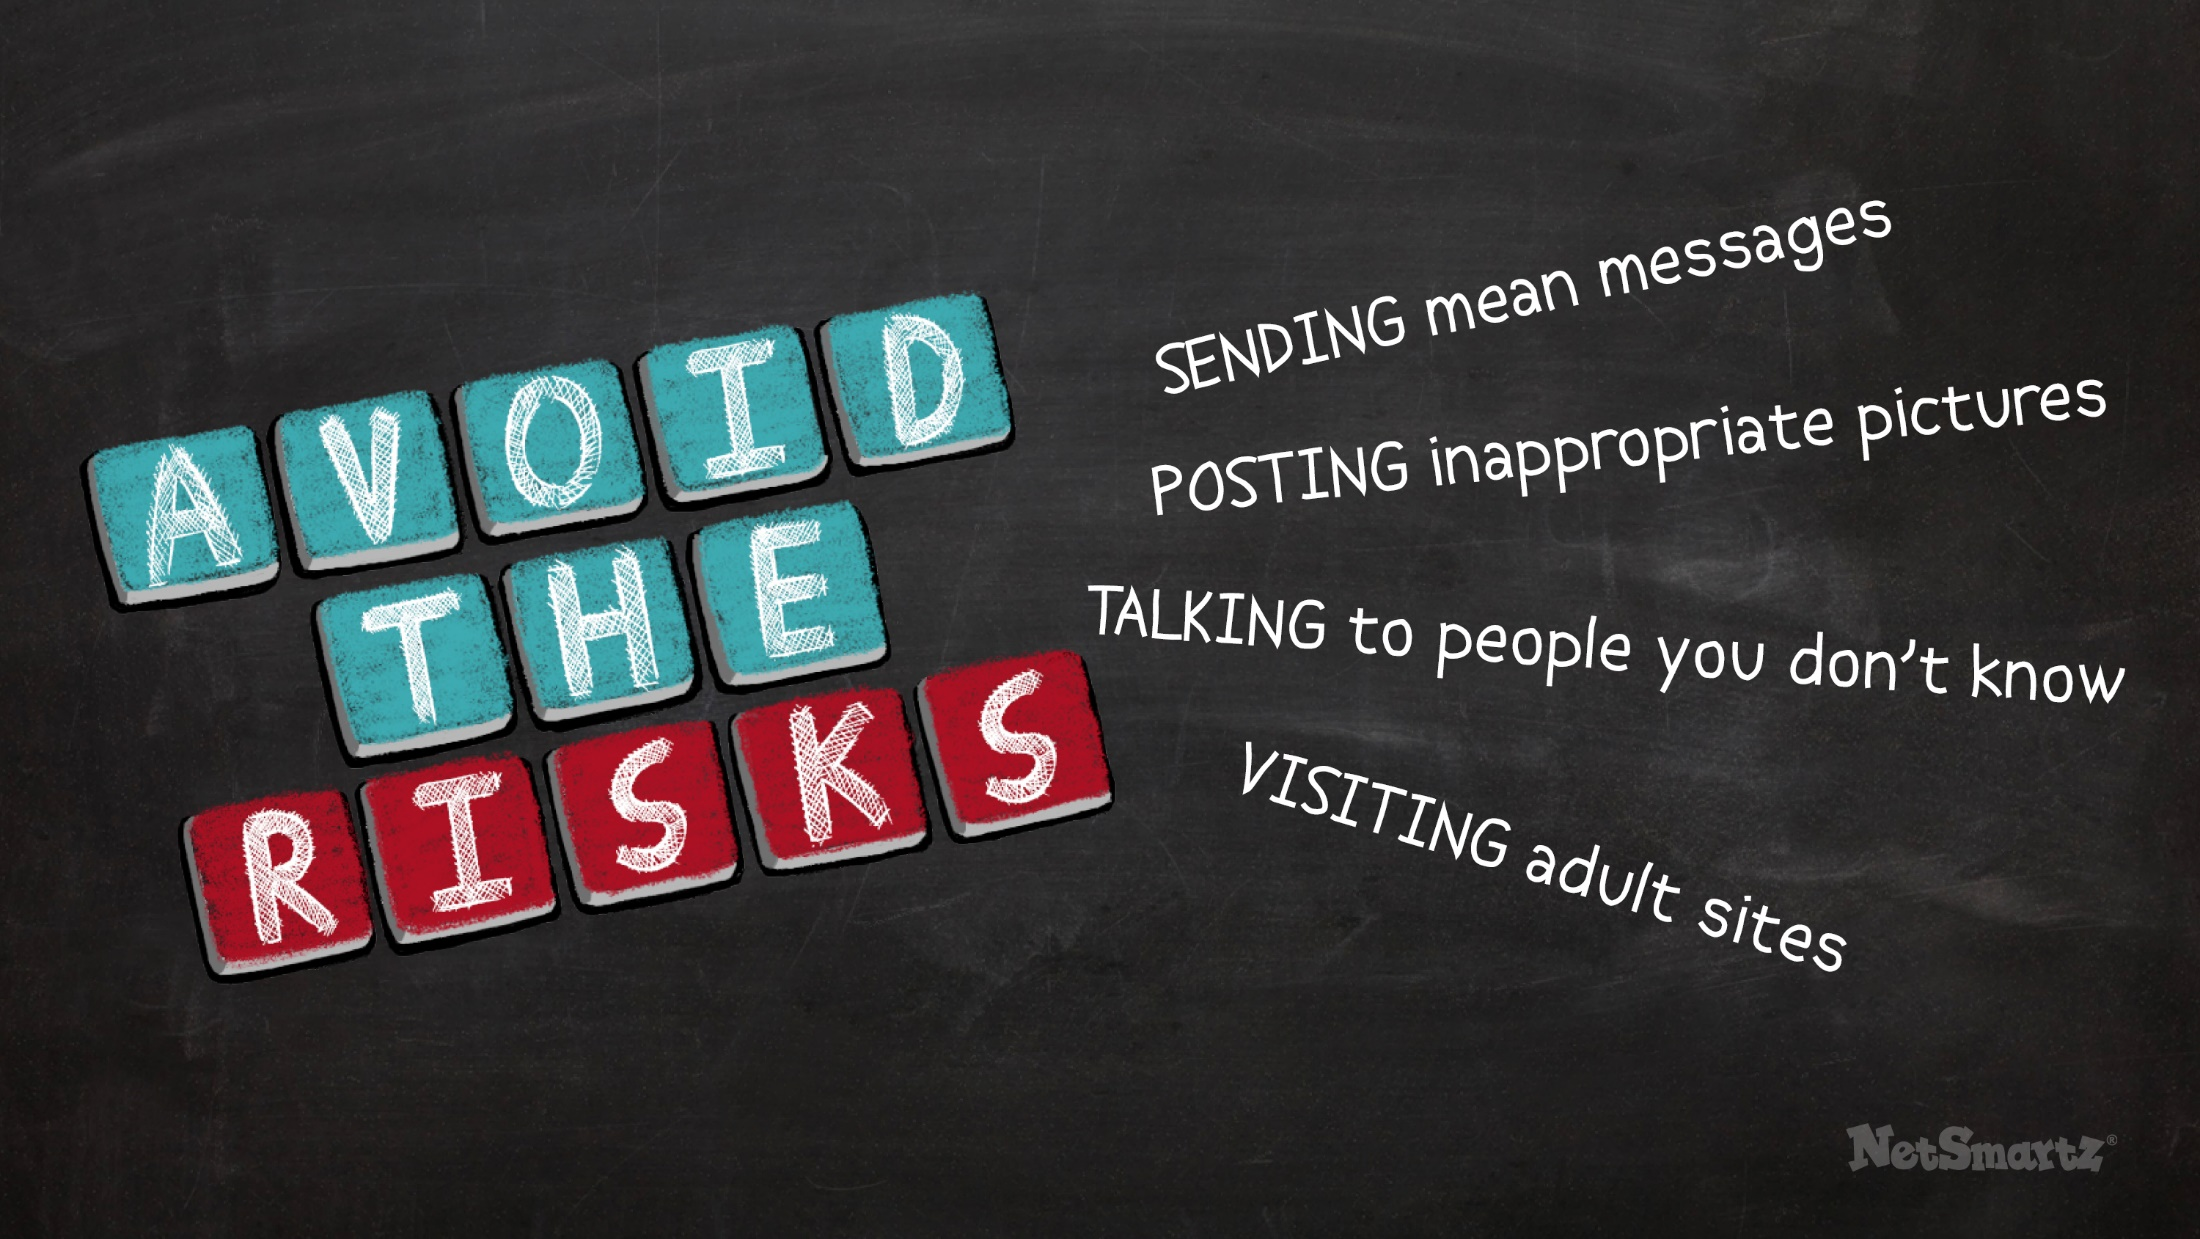 AVOID
THE
RISKS
SENDING mean messages
POSTING inappropriate pictures
TALKING to people you don't know
VISITING adult sites
NetSmartz®